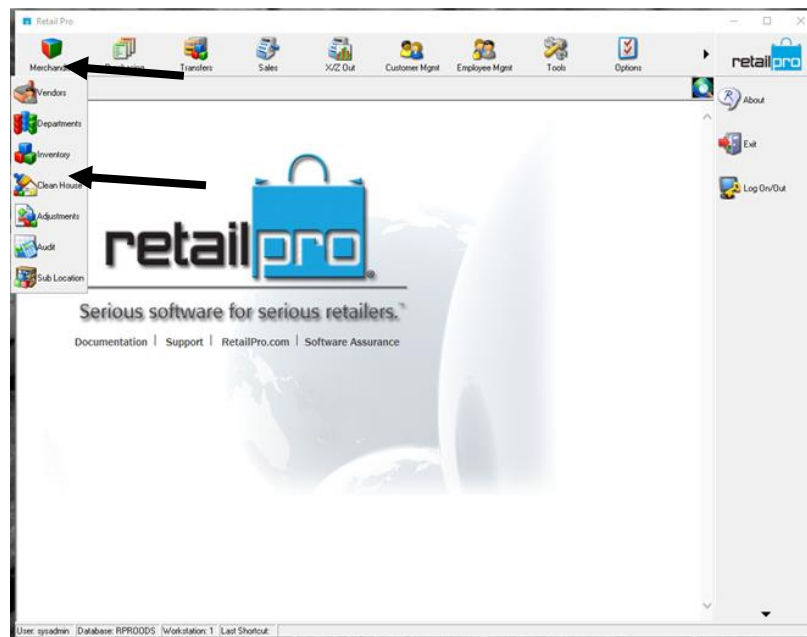 Retail Pro
Transfers
Sales
X/Z Out
Customer Mgmt
Employee Mgmt
Tools
Options
retail pro
Vendors
Departments
Inventory
Clean House
Adjustments
Audit
Sub Location
About
Exit
Log On/Out
retail pro
Serious software for serious retailers.™
Documentation | Support | RetailPro.com | Software Assurance
User: sysadmin Database: RPROODS Workstation: 1 Last Shortcut: